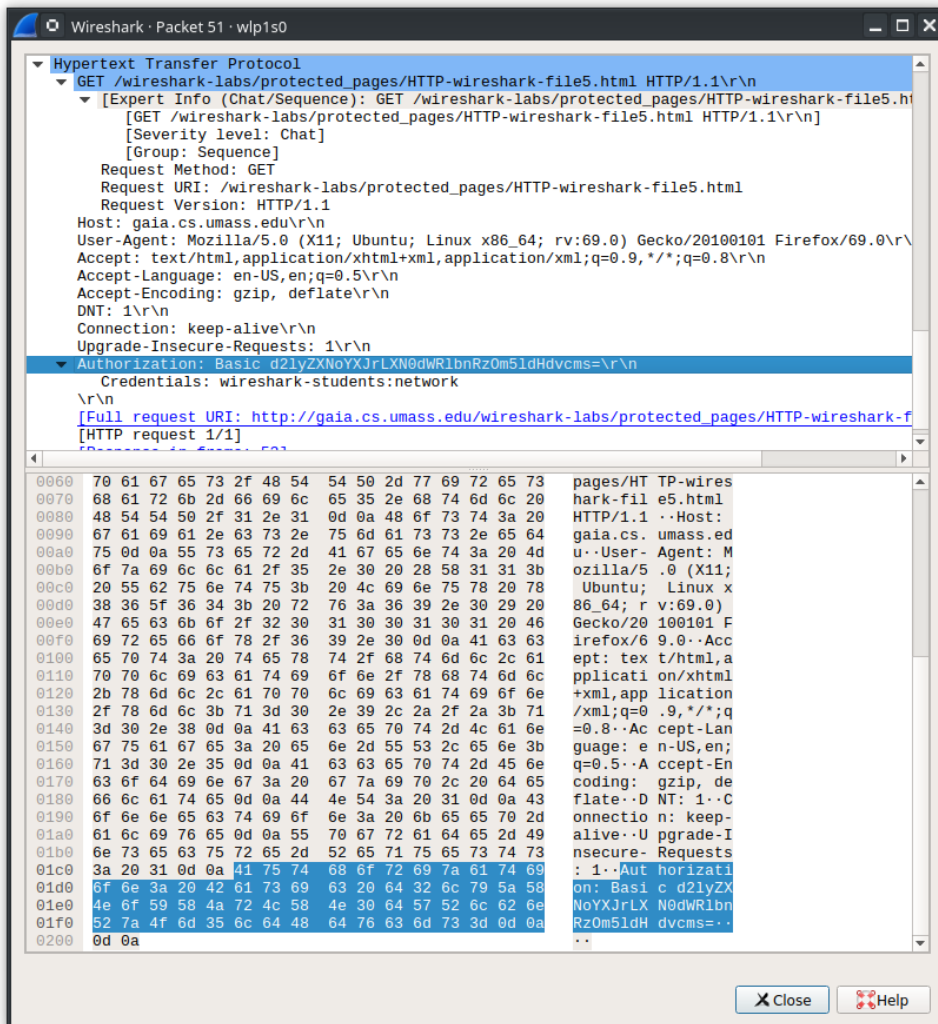 Wireshark · Packet 51 · wlp1s0
Hypertext Transfer Protocol
GET /wireshark-labs/protected_pages/HTTP-wireshark-file5.html HTTP/1.1\r\n
[Expert Info (Chat/Sequence): GET /wireshark-labs/protected_pages/HTTP-wireshark-file5.ht
[GET /wireshark-labs/protected_pages/HTTP-wireshark-file5.html HTTP/1.1\r\n]
[Severity level: Chat]
[Group: Sequence]
Request Method: GET
Request URI: /wireshark-labs/protected_pages/HTTP-wireshark-file5.html
Request Version: HTTP/1.1
Host: gaia.cs.umass.edu\r\n
User-Agent: Mozilla/5.0 (X11; Ubuntu; Linux x86_64; rv:69.0) Gecko/20100101 Firefox/69.0\r\
Accept: text/html,application/xhtml+xml,application/xml;q=0.9,*/*;q=0.8\r\n
Accept-Language: en-US,en;q=0.5\r\n
Accept-Encoding: gzip, deflate\r\n
DNT: 1\r\n
Connection: keep-alive\r\n
Upgrade-Insecure-Requests: 1\r\n
Authorization: Basic d2lyZXNoYXJrLXN0dWRlbnRzOm5ldHdvcms=\r\n
Credentials: wireshark-students:network
\r\n
[Full request URI: http://gaia.cs.umass.edu/wireshark-labs/protected_pages/HTTP-wireshark-f
[HTTP request 1/1]
[Response in frame: 53]
0060 70 61 67 65 73 2f 48 54 54 50 2d 77 69 72 65 73 pages/HT TP-wires
0070 68 61 72 6b 2d 66 69 6c 65 35 2e 68 74 6d 6c 20 hark-fil e5.html
0080 48 54 54 50 2f 31 2e 31 0d 0a 48 6f 73 74 3a 20 HTTP/1.1 ··Host:
0090 67 61 69 61 2e 63 73 2e 75 6d 61 73 73 2e 65 64 gaia.cs. umass.ed
00a0 75 0d 0a 55 73 65 72 2d 41 67 65 6e 74 3a 20 4d u··User- Agent: M
00b0 6f 7a 69 6c 6c 61 2f 35 2e 30 20 28 58 31 31 3b ozilla/5 .0 (X11;
00c0 20 55 62 75 6e 74 75 3b 20 4c 69 6e 75 78 20 78 Ubuntu; Linux x
00d0 38 36 5f 36 34 3b 20 72 76 3a 36 39 2e 30 29 20 86_64; r v:69.0)
00e0 47 65 63 6b 6f 2f 32 30 31 30 30 31 30 31 20 46 Gecko/20 100101 F
00f0 69 72 65 66 6f 78 2f 36 39 2e 30 0d 0a 41 63 63 irefox/6 9.0··Acc
0100 65 70 74 3a 20 74 65 78 74 2f 68 74 6d 6c 2c 61 ept: tex t/html,a
0110 70 70 6c 69 63 61 74 69 6f 6e 2f 78 68 74 6d 6c pplicati on/xhtml
0120 2b 78 6d 6c 2c 61 70 70 6c 69 63 61 74 69 6f 6e +xml,app lication
0130 2f 78 6d 6c 3b 71 3d 30 2e 39 2c 2a 2f 2a 3b 71 /xml;q=0 .9,*/*;q
0140 3d 30 2e 38 0d 0a 41 63 63 65 70 74 2d 4c 61 6e =0.8··Ac cept-Lan
0150 67 75 61 67 65 3a 20 65 6e 2d 55 53 2c 65 6e 3b guage: e n-US,en;
0160 71 3d 30 2e 35 0d 0a 41 63 63 65 70 74 2d 45 6e q=0.5··A ccept-En
0170 63 6f 64 69 6e 67 3a 20 67 7a 69 70 2c 20 64 65 coding: gzip, de
0180 66 6c 61 74 65 0d 0a 44 4e 54 3a 20 31 0d 0a 43 flate··D NT: 1··C
0190 6f 6e 6e 65 63 74 69 6f 6e 3a 20 6b 65 65 70 2d onnectio n: keep-
01a0 61 6c 69 76 65 0d 0a 55 70 67 72 61 64 65 2d 49 alive··U pgrade-I
01b0 6e 73 65 63 75 72 65 2d 52 65 71 75 65 73 74 73 nsecure- Requests
01c0 3a 20 31 0d 0a 41 75 74 68 6f 72 69 7a 61 74 69 : 1··Aut horizati
01d0 6f 6e 3a 20 42 61 73 69 63 20 64 32 6c 79 5a 58 on: Basi c d2lyZX
01e0 4e 6f 59 58 4a 72 4c 58 4e 30 64 57 52 6c 62 6e NoYXJrLX N0dWRlbn
01f0 52 7a 4f 6d 35 6c 64 48 64 76 63 6d 73 3d 0d 0a RzOm5ldH dvcms=··
0200 0d 0a ··
Close Help